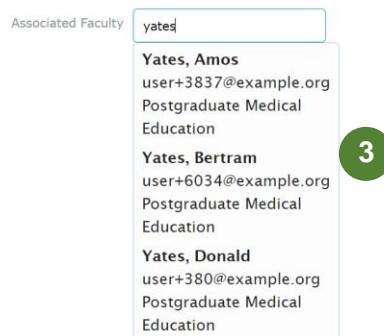 Associated Faculty yates
Yates, Amos
user+3837@example.org
Postgraduate Medical
Education
Yates, Bertram
user+6034@example.org
Postgraduate Medical
Education
3
Yates, Donald
user+380@example.org
Postgraduate Medical
Education